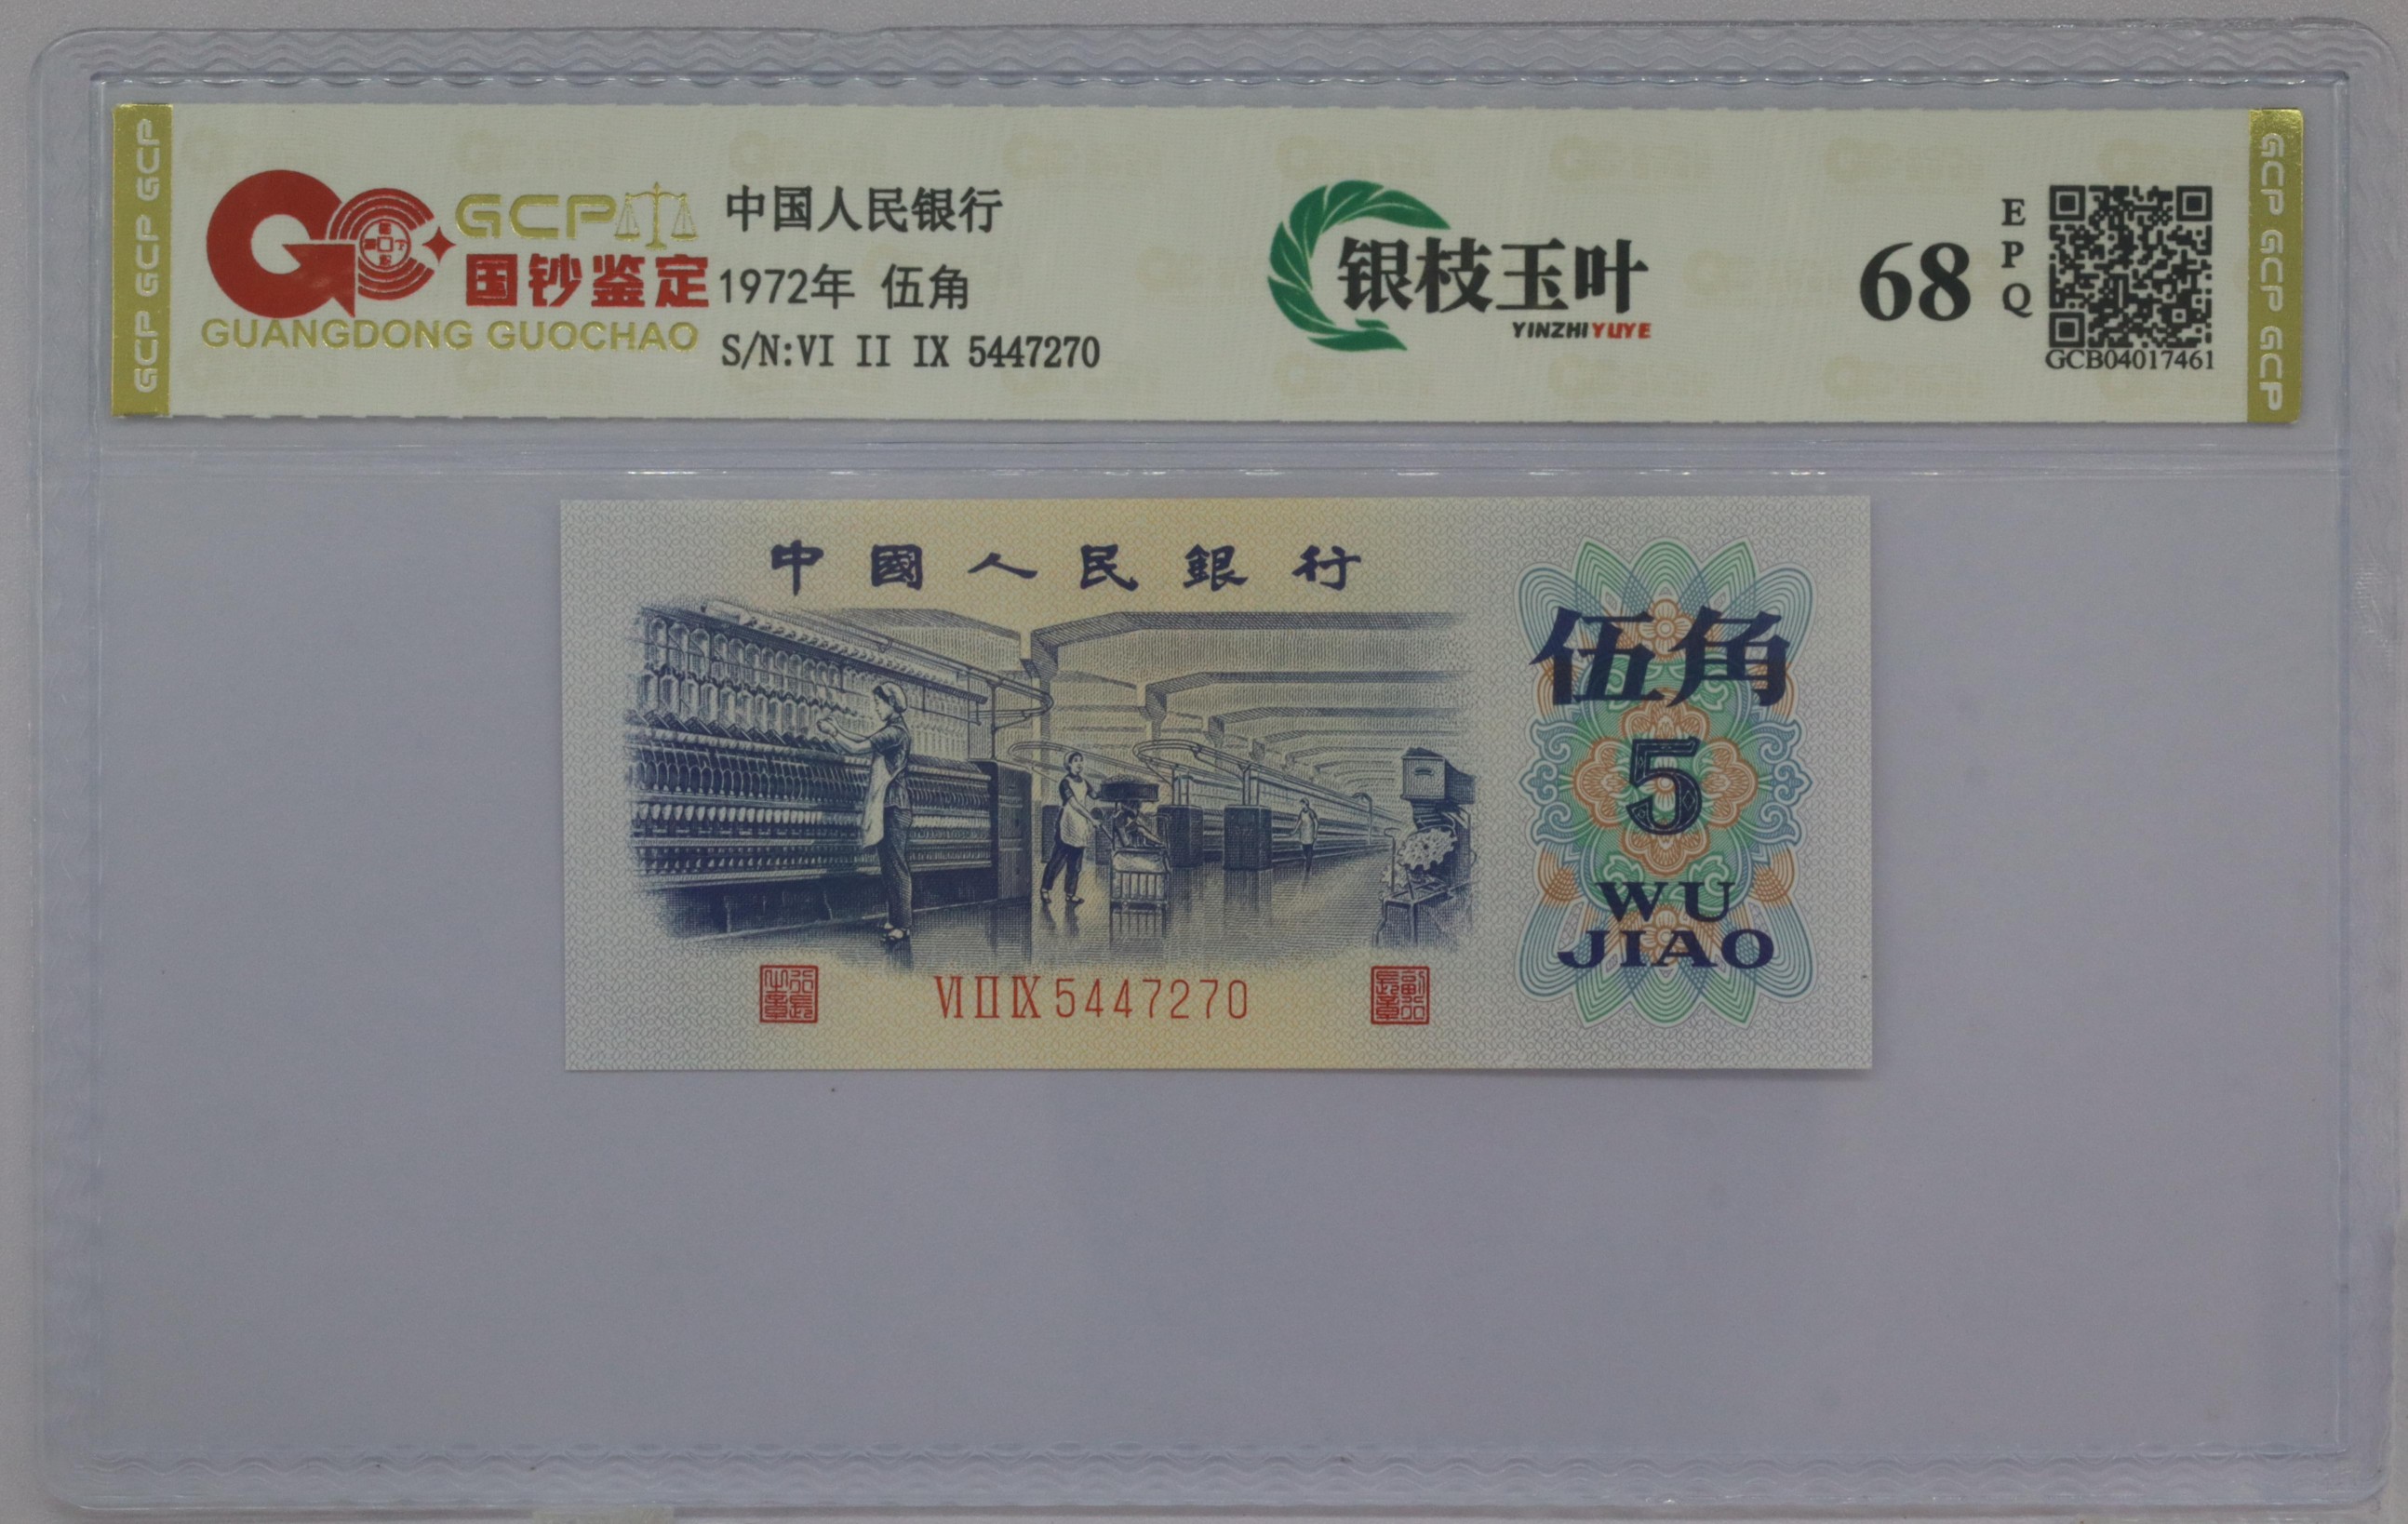 GCP GCP GCP
GCP
国钞鉴定
GUANGDONG GUOCHAO
中国人民银行
1972年 伍角
S/N:VI II IX 5447270
银枝玉叶
YINZHIYUYE
68
EPQ
GCB04017461
GCP GCP GCP
中國人民銀行
伍角
5
WU
JIAO
VI II IX 5447270